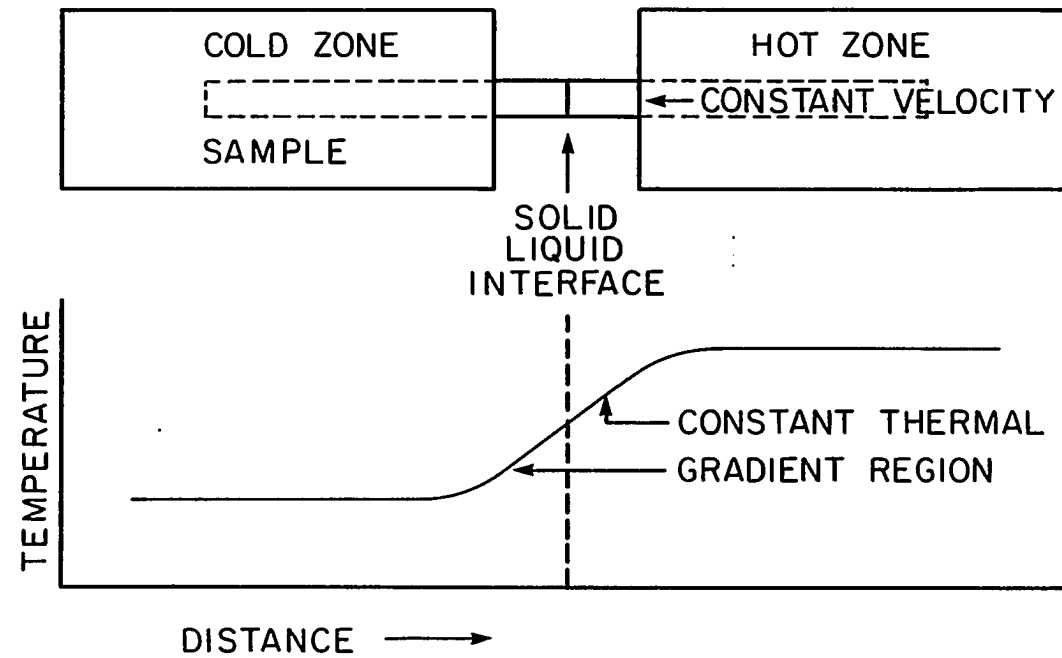 COLD ZONE
HOT ZONE
CONSTANT VELOCITY
SAMPLE
SOLID
LIQUID
INTERFACE
TEMPERATURE
CONSTANT THERMAL
GRADIENT REGION
DISTANCE